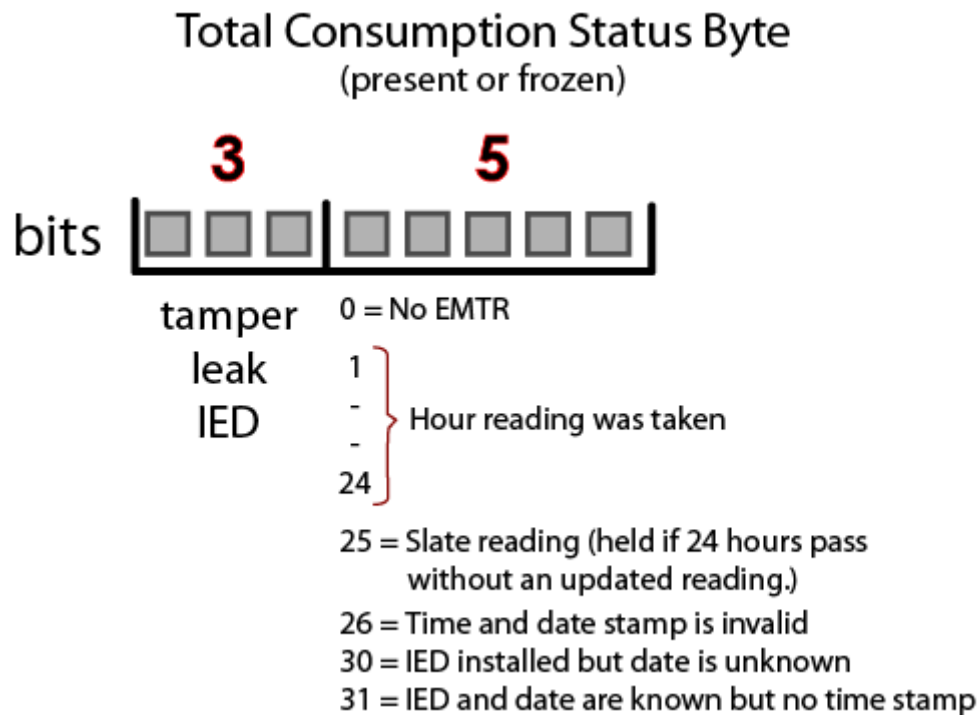 Total Consumption Status Byte
(present or frozen)
3 5
bits
tamper 0 = No EMTR
leak 1
IED -
- Hour reading was taken
24
25 = Slate reading (held if 24 hours pass
without an updated reading.)
26 = Time and date stamp is invalid
30 = IED installed but date is unknown
31 = IED and date are known but no time stamp